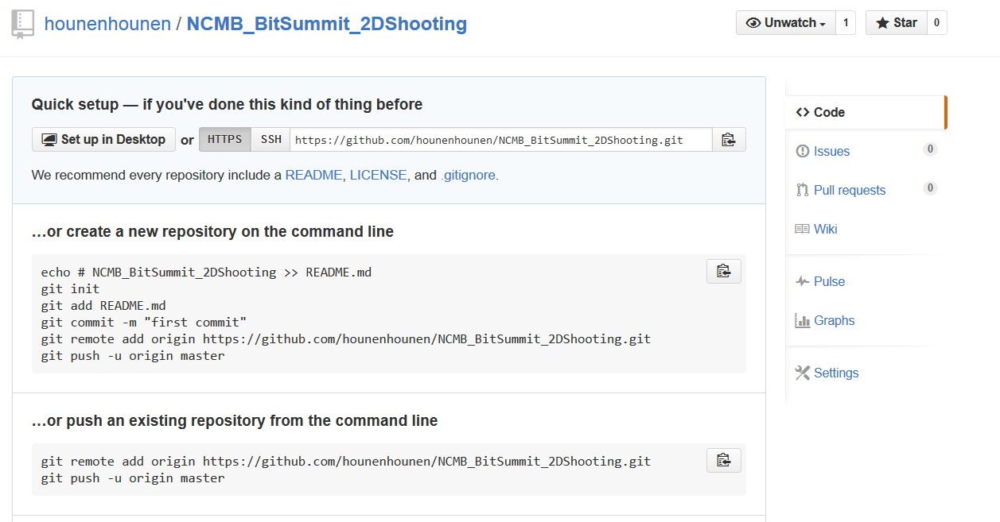 hounenhounen / NCMB_BitSummit_2DShooting
Unwatch 1
Star 0
Quick setup — if you've done this kind of thing before
Set up in Desktop or HTTPS SSH https://github.com/hounenhounen/NCMB_BitSummit_2DShooting.git
We recommend every repository include a README, LICENSE, and .gitignore.
…or create a new repository on the command line
echo # NCMB_BitSummit_2DShooting >> README.md
git init
git add README.md
git commit -m "first commit"
git remote add origin https://github.com/hounenhounen/NCMB_BitSummit_2DShooting.git
git push -u origin master
…or push an existing repository from the command line
git remote add origin https://github.com/hounenhounen/NCMB_BitSummit_2DShooting.git
git push -u origin master
Code
Issues 0
Pull requests 0
Wiki
Pulse
Graphs
Settings